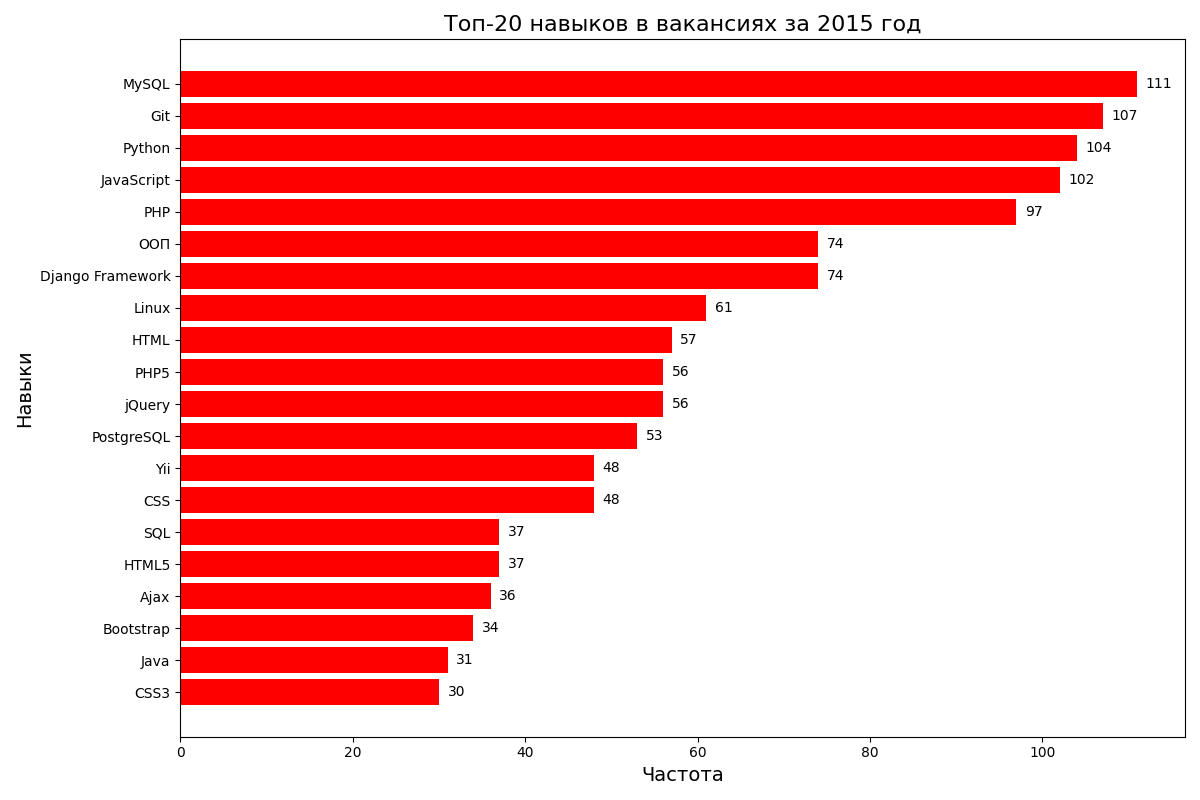 Топ-20 навыков в вакансиях за 2015 год
Навыки
MySQL 111
Git 107
Python 104
JavaScript 102
PHP 97
ООП 74
Django Framework 74
Linux 61
HTML 57
PHP5 56
jQuery 56
PostgreSQL 53
Yii 48
CSS 48
SQL 37
HTML5 37
Ajax 36
Bootstrap 34
Java 31
CSS3 30
0 20 40 60 80 100
Частота